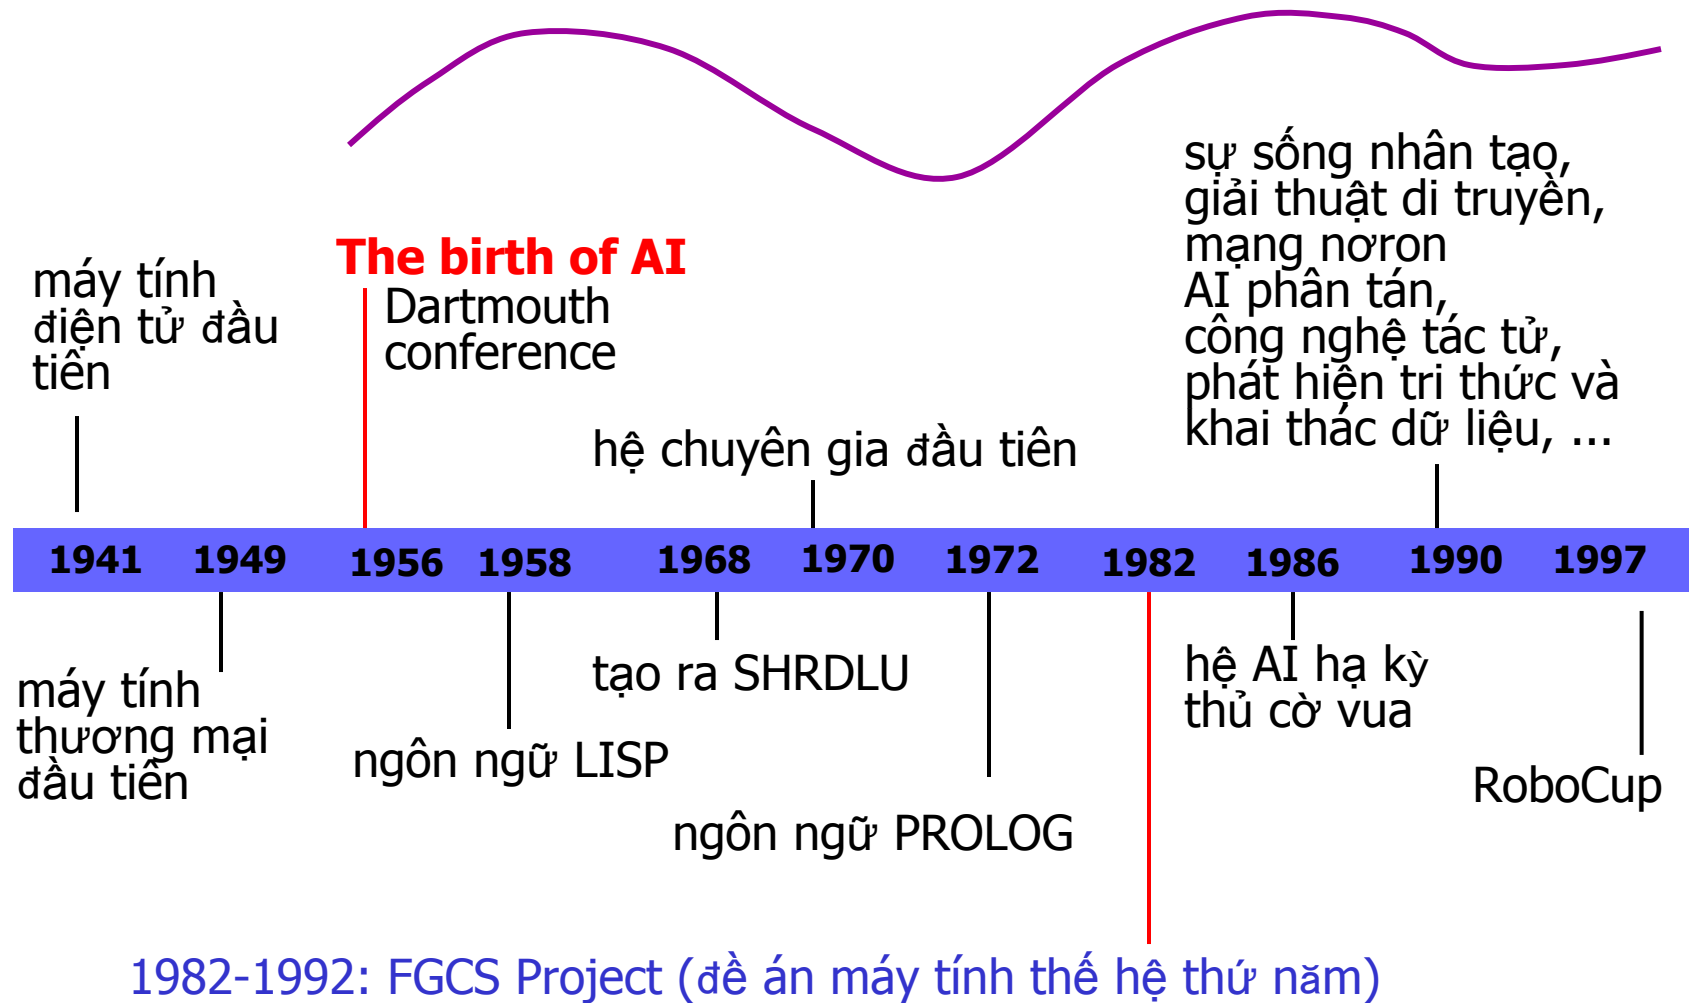 The birth of AI
Dartmouth
conference
máy tính
điện tử đầu
tiên
sự sống nhân tạo,
giải thuật di truyền,
mạng nơron
AI phân tán,
công nghệ tác tử,
phát hiện tri thức và
khai thác dữ liệu, ...
hệ chuyên gia đầu tiên
1941 1949 1956 1958 1968 1970 1972 1982 1986 1990 1997
máy tính
thương mại
đầu tiên
ngôn ngữ LISP
tạo ra SHRDLU
ngôn ngữ PROLOG
hệ AI hạ kỳ
thủ cờ vua
RoboCup
1982-1992: FGCS Project (đề án máy tính thế hệ thứ năm)